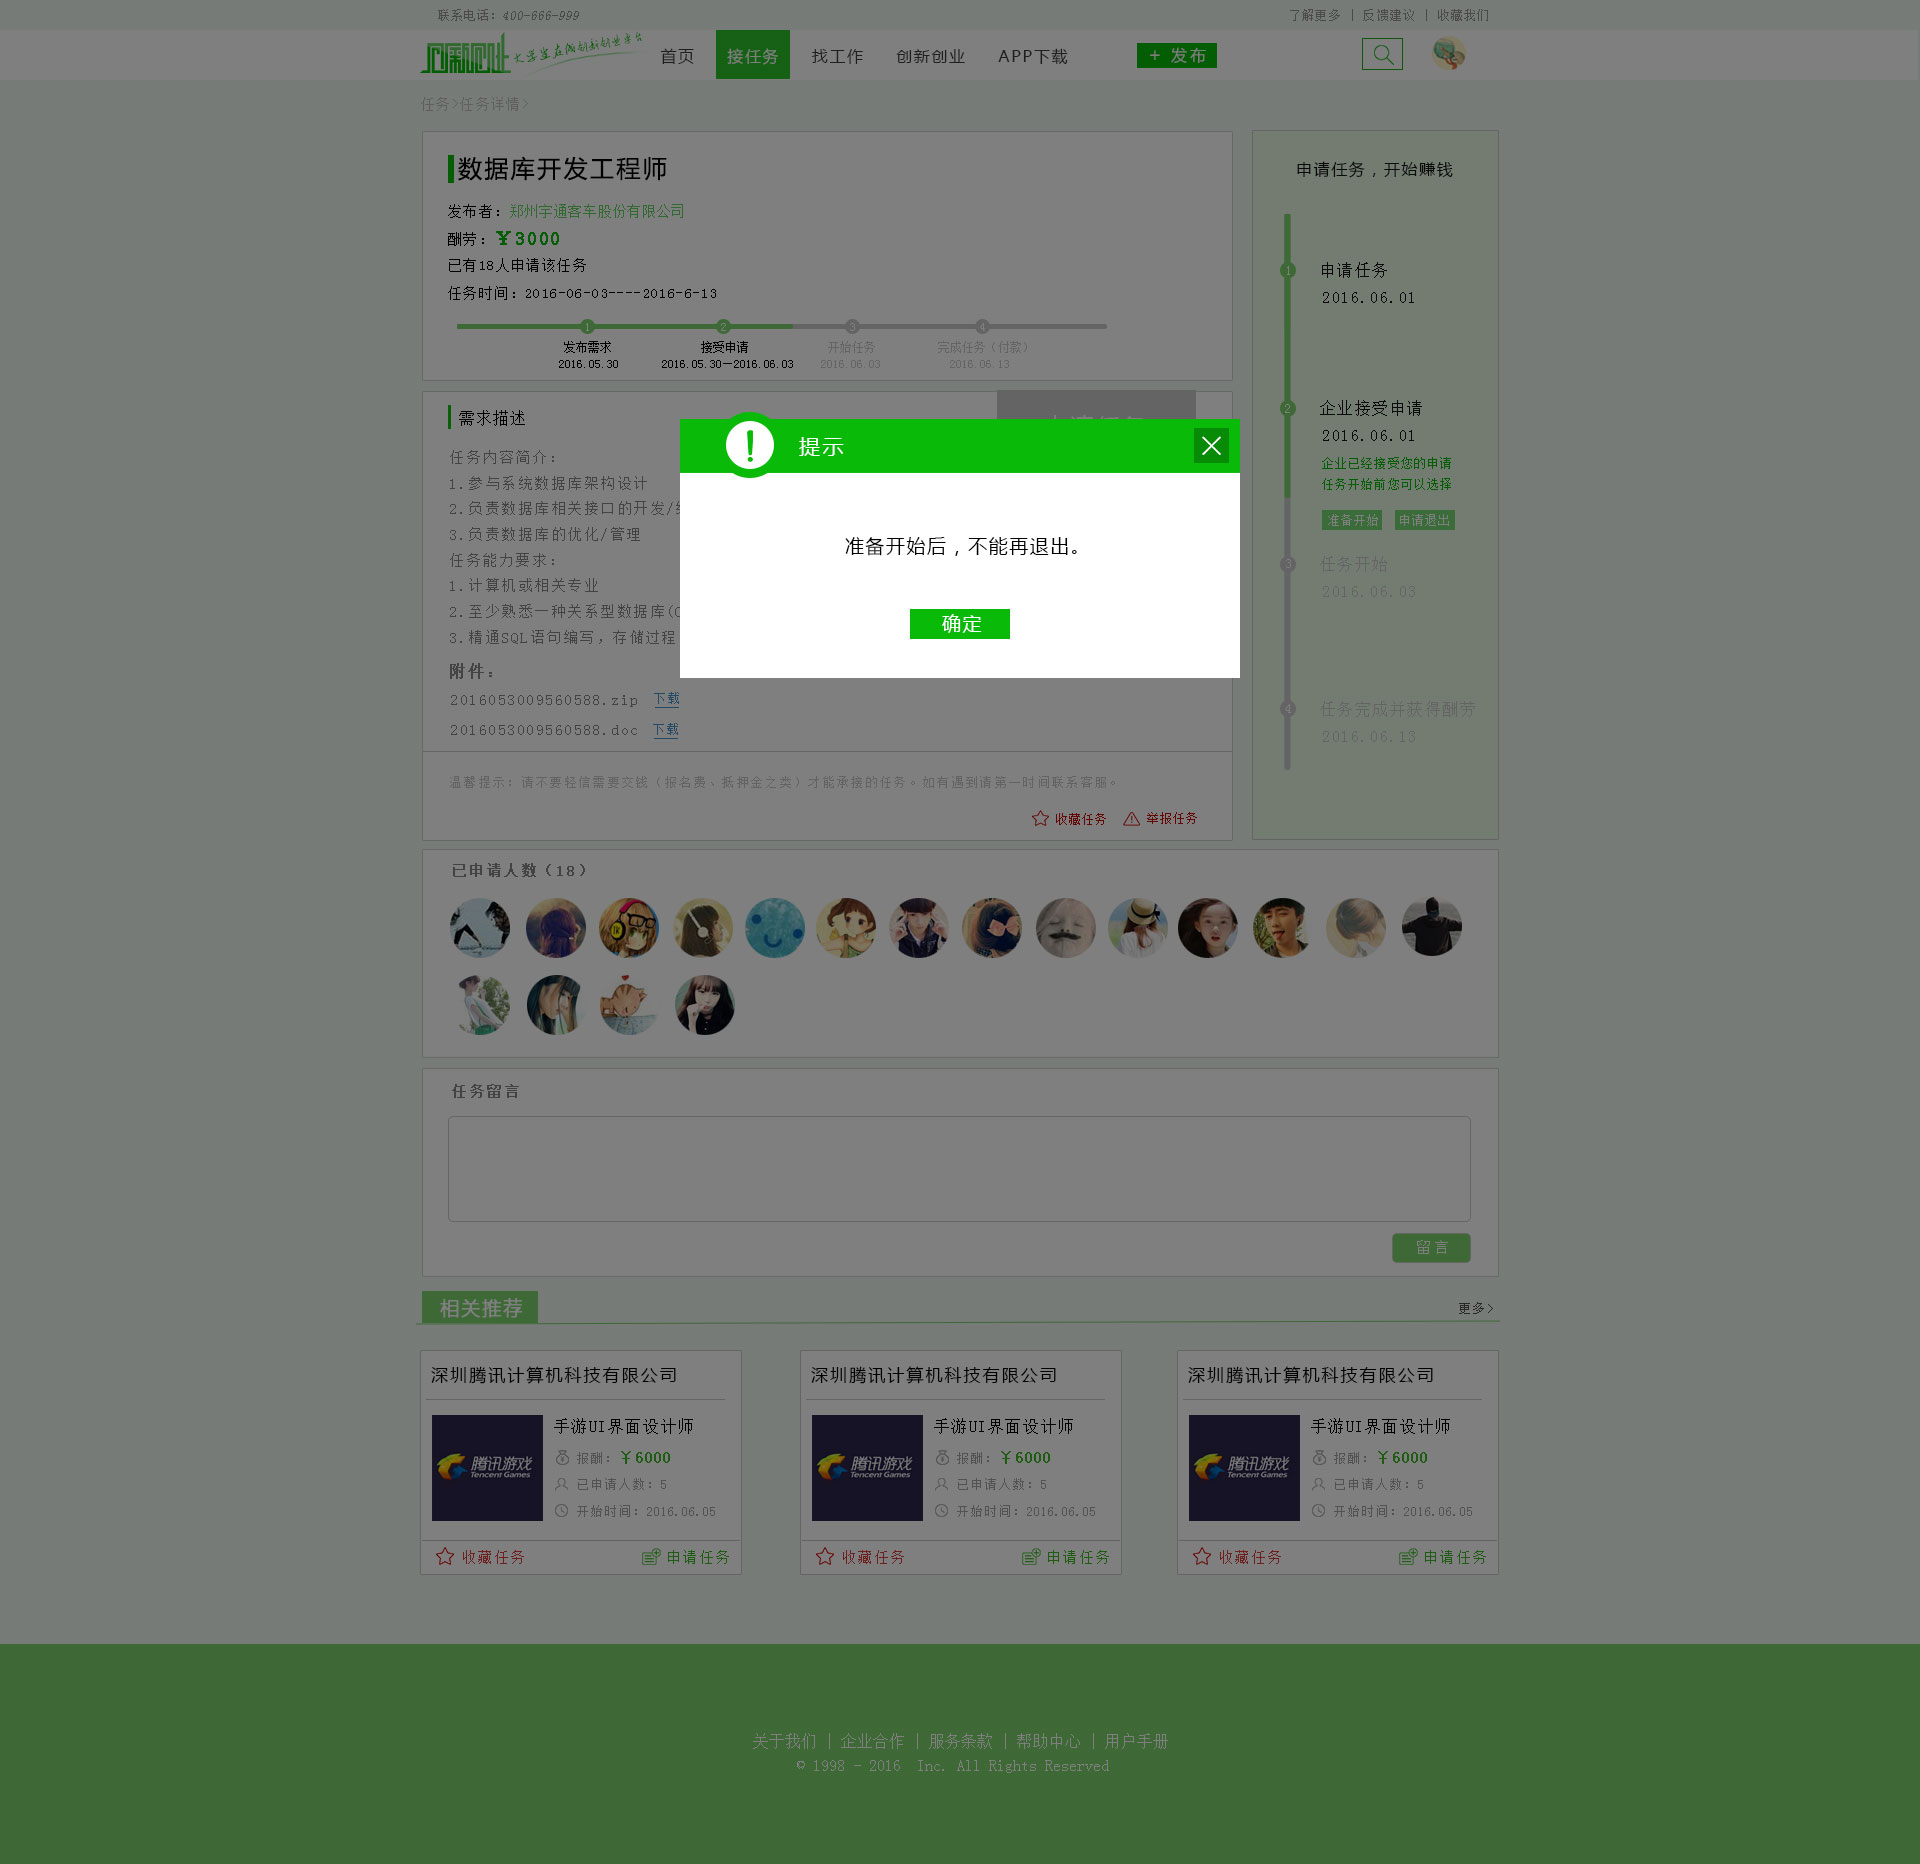 联系电话：400-666-999
了解更多 | 反馈建议 | 收藏我们
大学生在线创新创业平台
首页 接任务 找工作 创新创业 APP下载 + 发布
任务>任务详情>
数据库开发工程师
发布者：郑州宇通客车股份有限公司
酬劳：￥3000
已有18人申请该任务
任务时间：2016-06-03----2016-6-13
1 2 3 4
发布需求 接受申请 开始任务 完成任务（付款）
2016.05.30 2016.05.30—2016.06.03 2016.06.03 2016.06.13
申请任务，开始赚钱
1 申请任务
2016.06.01
2 企业接受申请
2016.06.01
企业已经接受您的申请
任务开始前您可以选择
准备开始 申请退出
3 任务开始
2016.06.03
4 任务完成并获得酬劳
2016.06.13
需求描述
任务内容简介：
1.参与系统数据库架构设计
2.负责数据库相关接口的开发/
3.负责数据库的优化/管理
任务能力要求：
1.计算机或相关专业
2.至少熟悉一种关系型数据库(
3.精通SQL语句编写，存储过程
附件：
2016053009560588.zip 下载
2016053009560588.doc 下载
提示
准备开始后，不能再退出。
确定
温馨提示：请不要轻信需要交钱（报名费、抵押金之类）才能承接的任务。如有遇到请第一时间联系客服。
收藏任务 举报任务
已申请人数（18）
任务留言
留言
相关推荐
更多>
深圳腾讯计算机科技有限公司
腾讯游戏
Tencent Games
手游UI界面设计师
报酬：￥6000
已申请人数：5
开始时间：2016.06.05
收藏任务 申请任务
深圳腾讯计算机科技有限公司
腾讯游戏
Tencent Games
手游UI界面设计师
报酬：￥6000
已申请人数：5
开始时间：2016.06.05
收藏任务 申请任务
深圳腾讯计算机科技有限公司
腾讯游戏
Tencent Games
手游UI界面设计师
报酬：￥6000
已申请人数：5
开始时间：2016.06.05
收藏任务 申请任务
关于我们 | 企业合作 | 服务条款 | 帮助中心 | 用户手册
© 1998 - 2016 Inc. All Rights Reserved